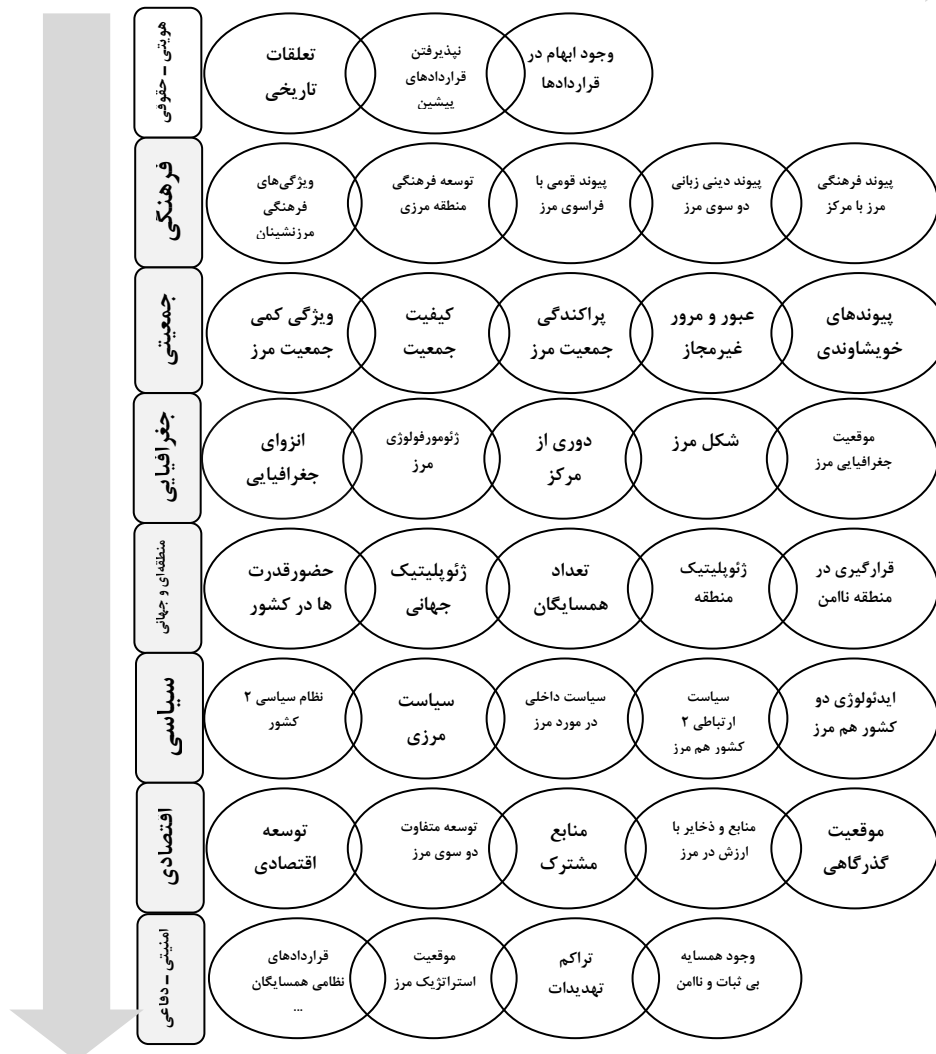 هویتی ـ حقوقی
تعلقات
تاریخی
نپذیرفتن
قراردادهای
پیشین
وجود ابهام در
قراردادها
فرهنگی
ویژگی‌های
فرهنگی
مرزنشینان
توسعه فرهنگی
منطقه مرزی
پیوند قومی با
فراسوی مرز
پیوند دینی زبانی
دو سوی مرز
پیوند فرهنگی
مرز با مرکز
جمعیتی
ویژگی کمی
جمعیت مرز
کیفیت
جمعیت
پراکندگی
جمعیت مرز
عبور و مرور
غیرمجاز
پیوندهای
خویشاوندی
جغرافیایی
انزوای
جغرافیایی
ژئومورفولوژی
مرز
دوری از
مرکز
شکل مرز
موقعیت
جغرافیایی مرز
منطقه‌ای و جهانی
حضورقدرت
ها در کشور
ژئوپلیتیک
جهانی
تعداد
همسایگان
ژئوپلیتیک
منطقه
قرارگیری در
منطقه ناامن
سیاسی
نظام سیاسی ۲
کشور
سیاست
مرزی
سیاست داخلی
در مورد مرز
سیاست
ارتباطی ۲
کشور هم مرز
ایدئولوژی دو
کشور هم مرز
اقتصادی
توسعه
اقتصادی
توسعه متفاوت
دو سوی مرز
منابع
مشترک
منابع و ذخایر با
ارزش در مرز
موقعیت
گذرگاهی
امنیتی ـ دفاعی
قراردادهای
نظامی همسایگان
...
موقعیت
استراتژیک مرز
تراکم
تهدیدات
وجود همسایه
بی ثبات و ناامن